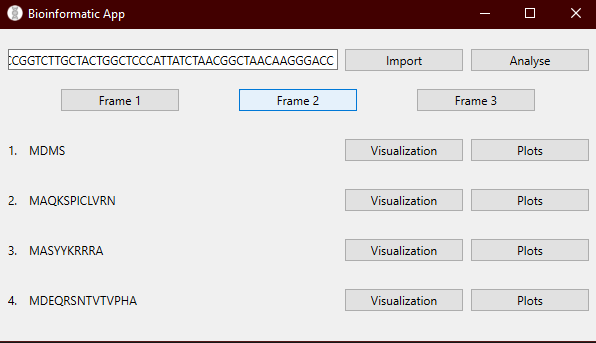 Bioinformatic App
CCGGTCTTGCTACTGGCTCCCATTATCTAACGGCTAACAAGGGACC Import Analyse
Frame 1 Frame 2 Frame 3
1. MDMS Visualization Plots
2. MAQKSPICLVRN Visualization Plots
3. MASYYKRRRA Visualization Plots
4. MDEQRSNTVTVPHA Visualization Plots